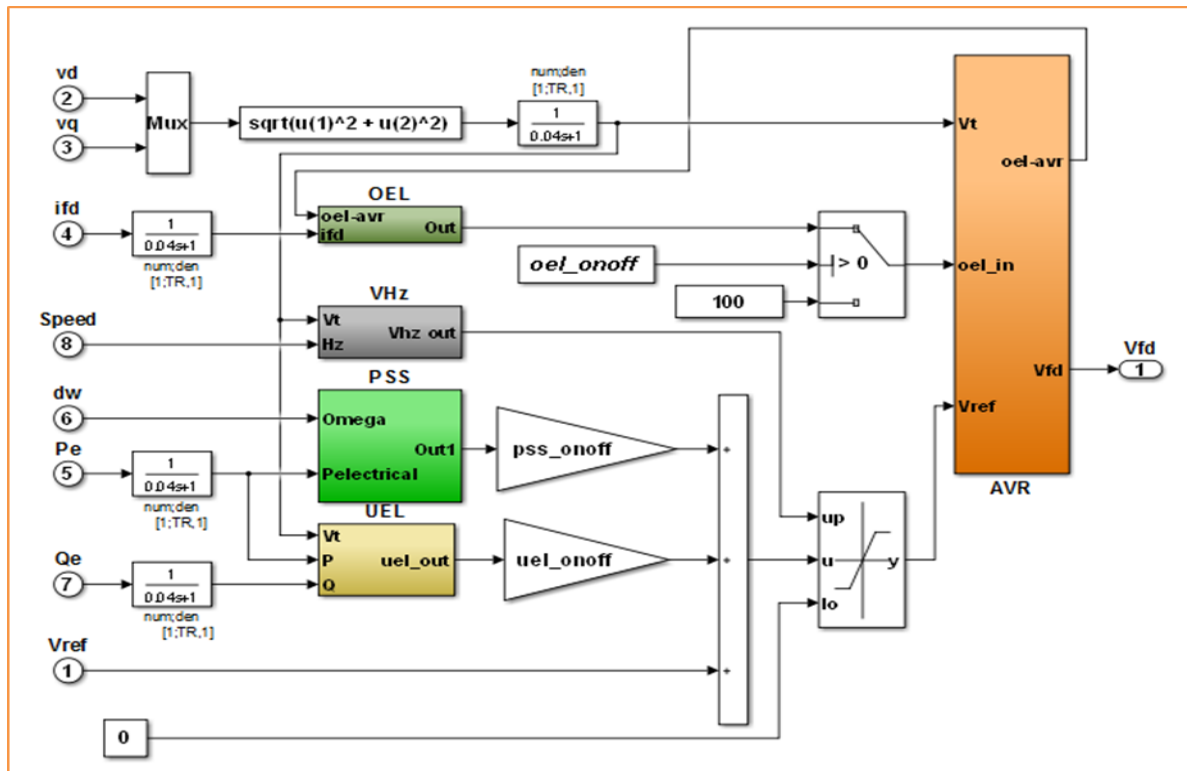 vd
2
vq
3
Mux
sqrt(u(1)^2 + u(2)^2)
num;den
[1;TR,1]
1
0.04s+1
Vt
oel-avr
oel_in
Vfd
Vref
AVR
Vfd
1
ifd
4
1
0.04s+1
num;den
[1;TR,1]
OEL
oel-avr
ifd
Out
oel_onoff
> 0
100
Speed
8
VHz
Vt
Hz
Vhz out
dw
6
Pe
5
1
0.04s+1
num;den
[1;TR,1]
PSS
Omega
Out1
Pelectrical
pss_onoff
+
UEL
Vt
P
Q
uel_out
uel_onoff
+
up
u
y
lo
Qe
7
1
0.04s+1
num;den
[1;TR,1]
Vref
1
+
0